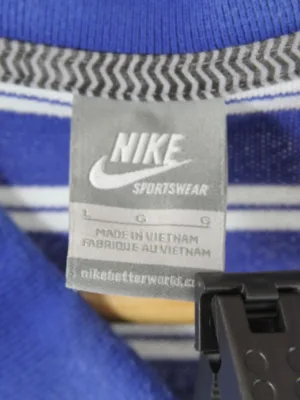 NIKE
SPORTSWEAR
L G G
MADE IN VIETNAM
FABRIQUE AU VIETNAM